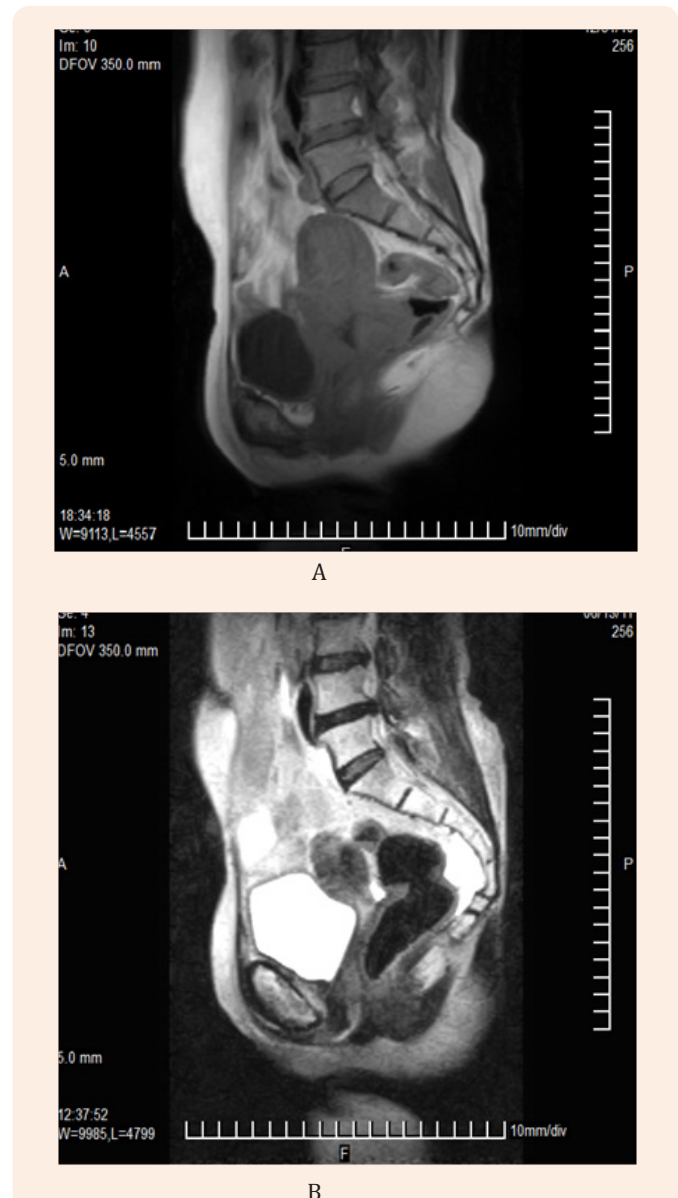 Im: 10
256
DFOV 350.0 mm
A
P
5.0 mm
18:34:18
W=9113,L=4557
10mm/div
A
Im: 13
256
DFOV 350.0 mm
A
P
5.0 mm
12:37:52
W=9985,L=4799
10mm/div
F
B